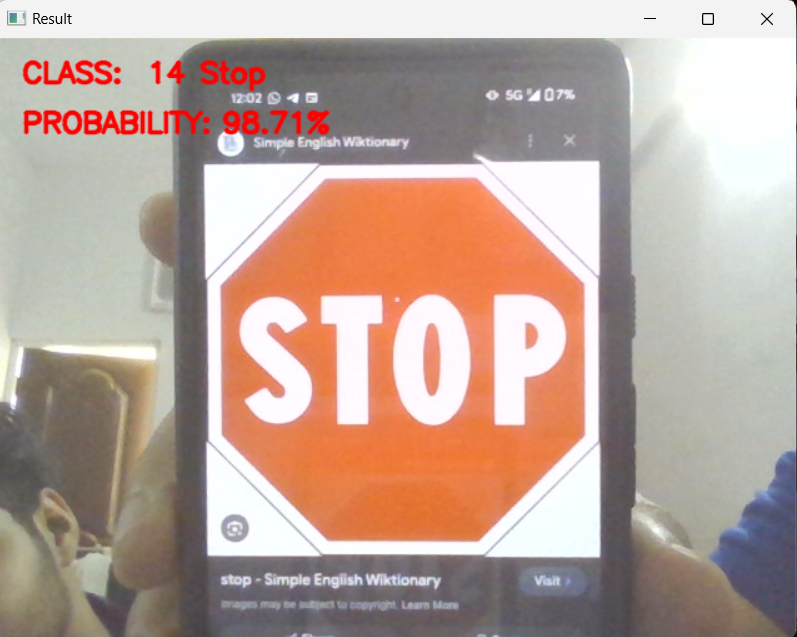 Result
CLASS: 14 Stop
12:02 5G 7%
PROBABILITY: 98.71%
Simple English Wiktionary
STOP
stop - Simple English Wiktionary
Visit ›
Images may be subject to copyright. Learn More